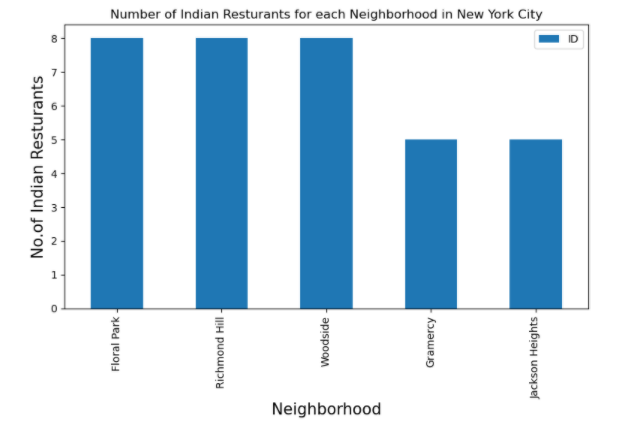 Number of Indian Resturants for each Neighborhood in New York City
ID
8
7
6
5
4
3
2
1
0
No.of Indian Resturants
Floral Park
Richmond Hill
Woodside
Gramercy
Jackson Heights
Neighborhood